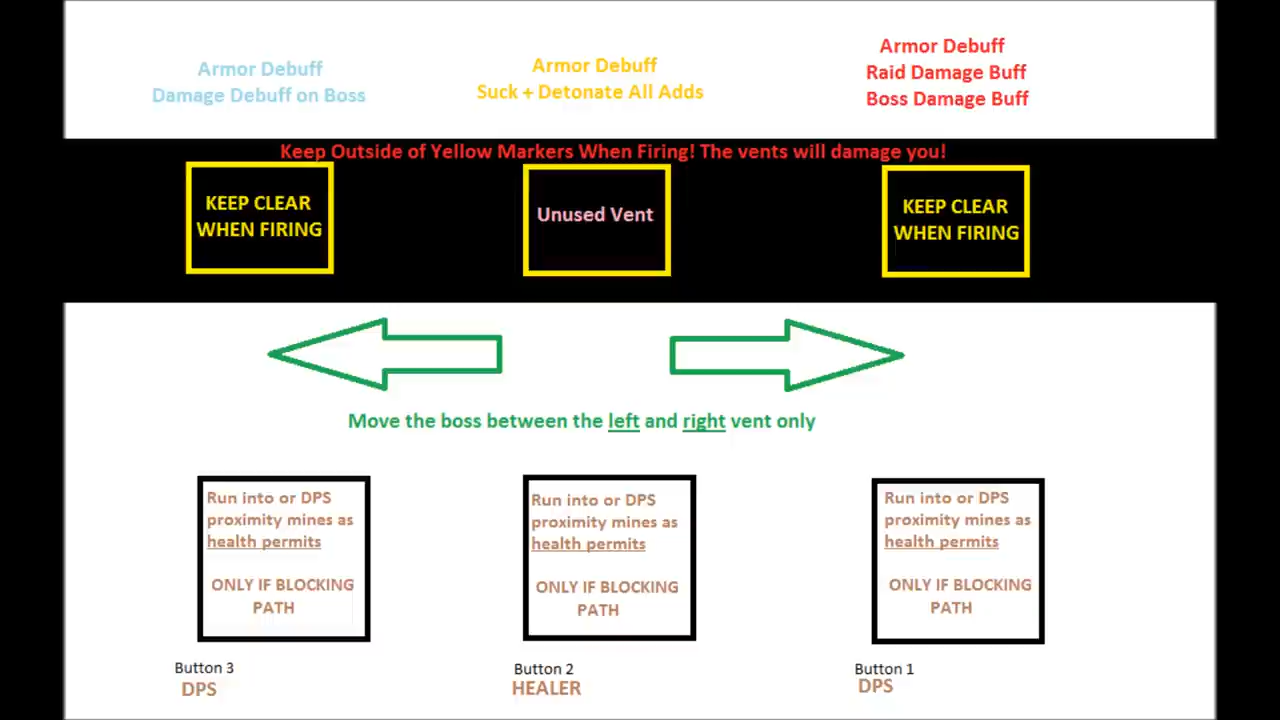 Armor Debuff
Damage Debuff on Boss
Armor Debuff
Suck + Detonate All Adds
Armor Debuff
Raid Damage Buff
Boss Damage Buff
Keep Outside of Yellow Markers When Firing! The vents will damage you!
KEEP CLEAR
WHEN FIRING
Unused Vent
KEEP CLEAR
WHEN FIRING
Move the boss between the left and right vent only
Run into or DPS
proximity mines as
health permits
ONLY IF BLOCKING
PATH
Run into or DPS
proximity mines as
health permits
ONLY IF BLOCKING
PATH
Run into or DPS
proximity mines as
health permits
ONLY IF BLOCKING
PATH
Button 3
DPS
Button 2
HEALER
Button 1
DPS